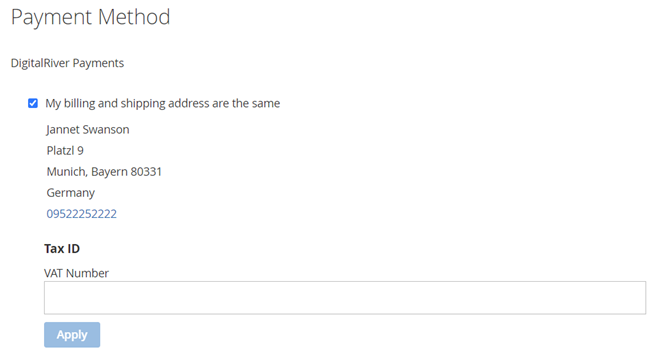 Payment Method
DigitalRiver Payments
My billing and shipping address are the same
Jannet Swanson
Platzl 9
Munich, Bayern 80331
Germany
09522252222
Tax ID
VAT Number
Apply